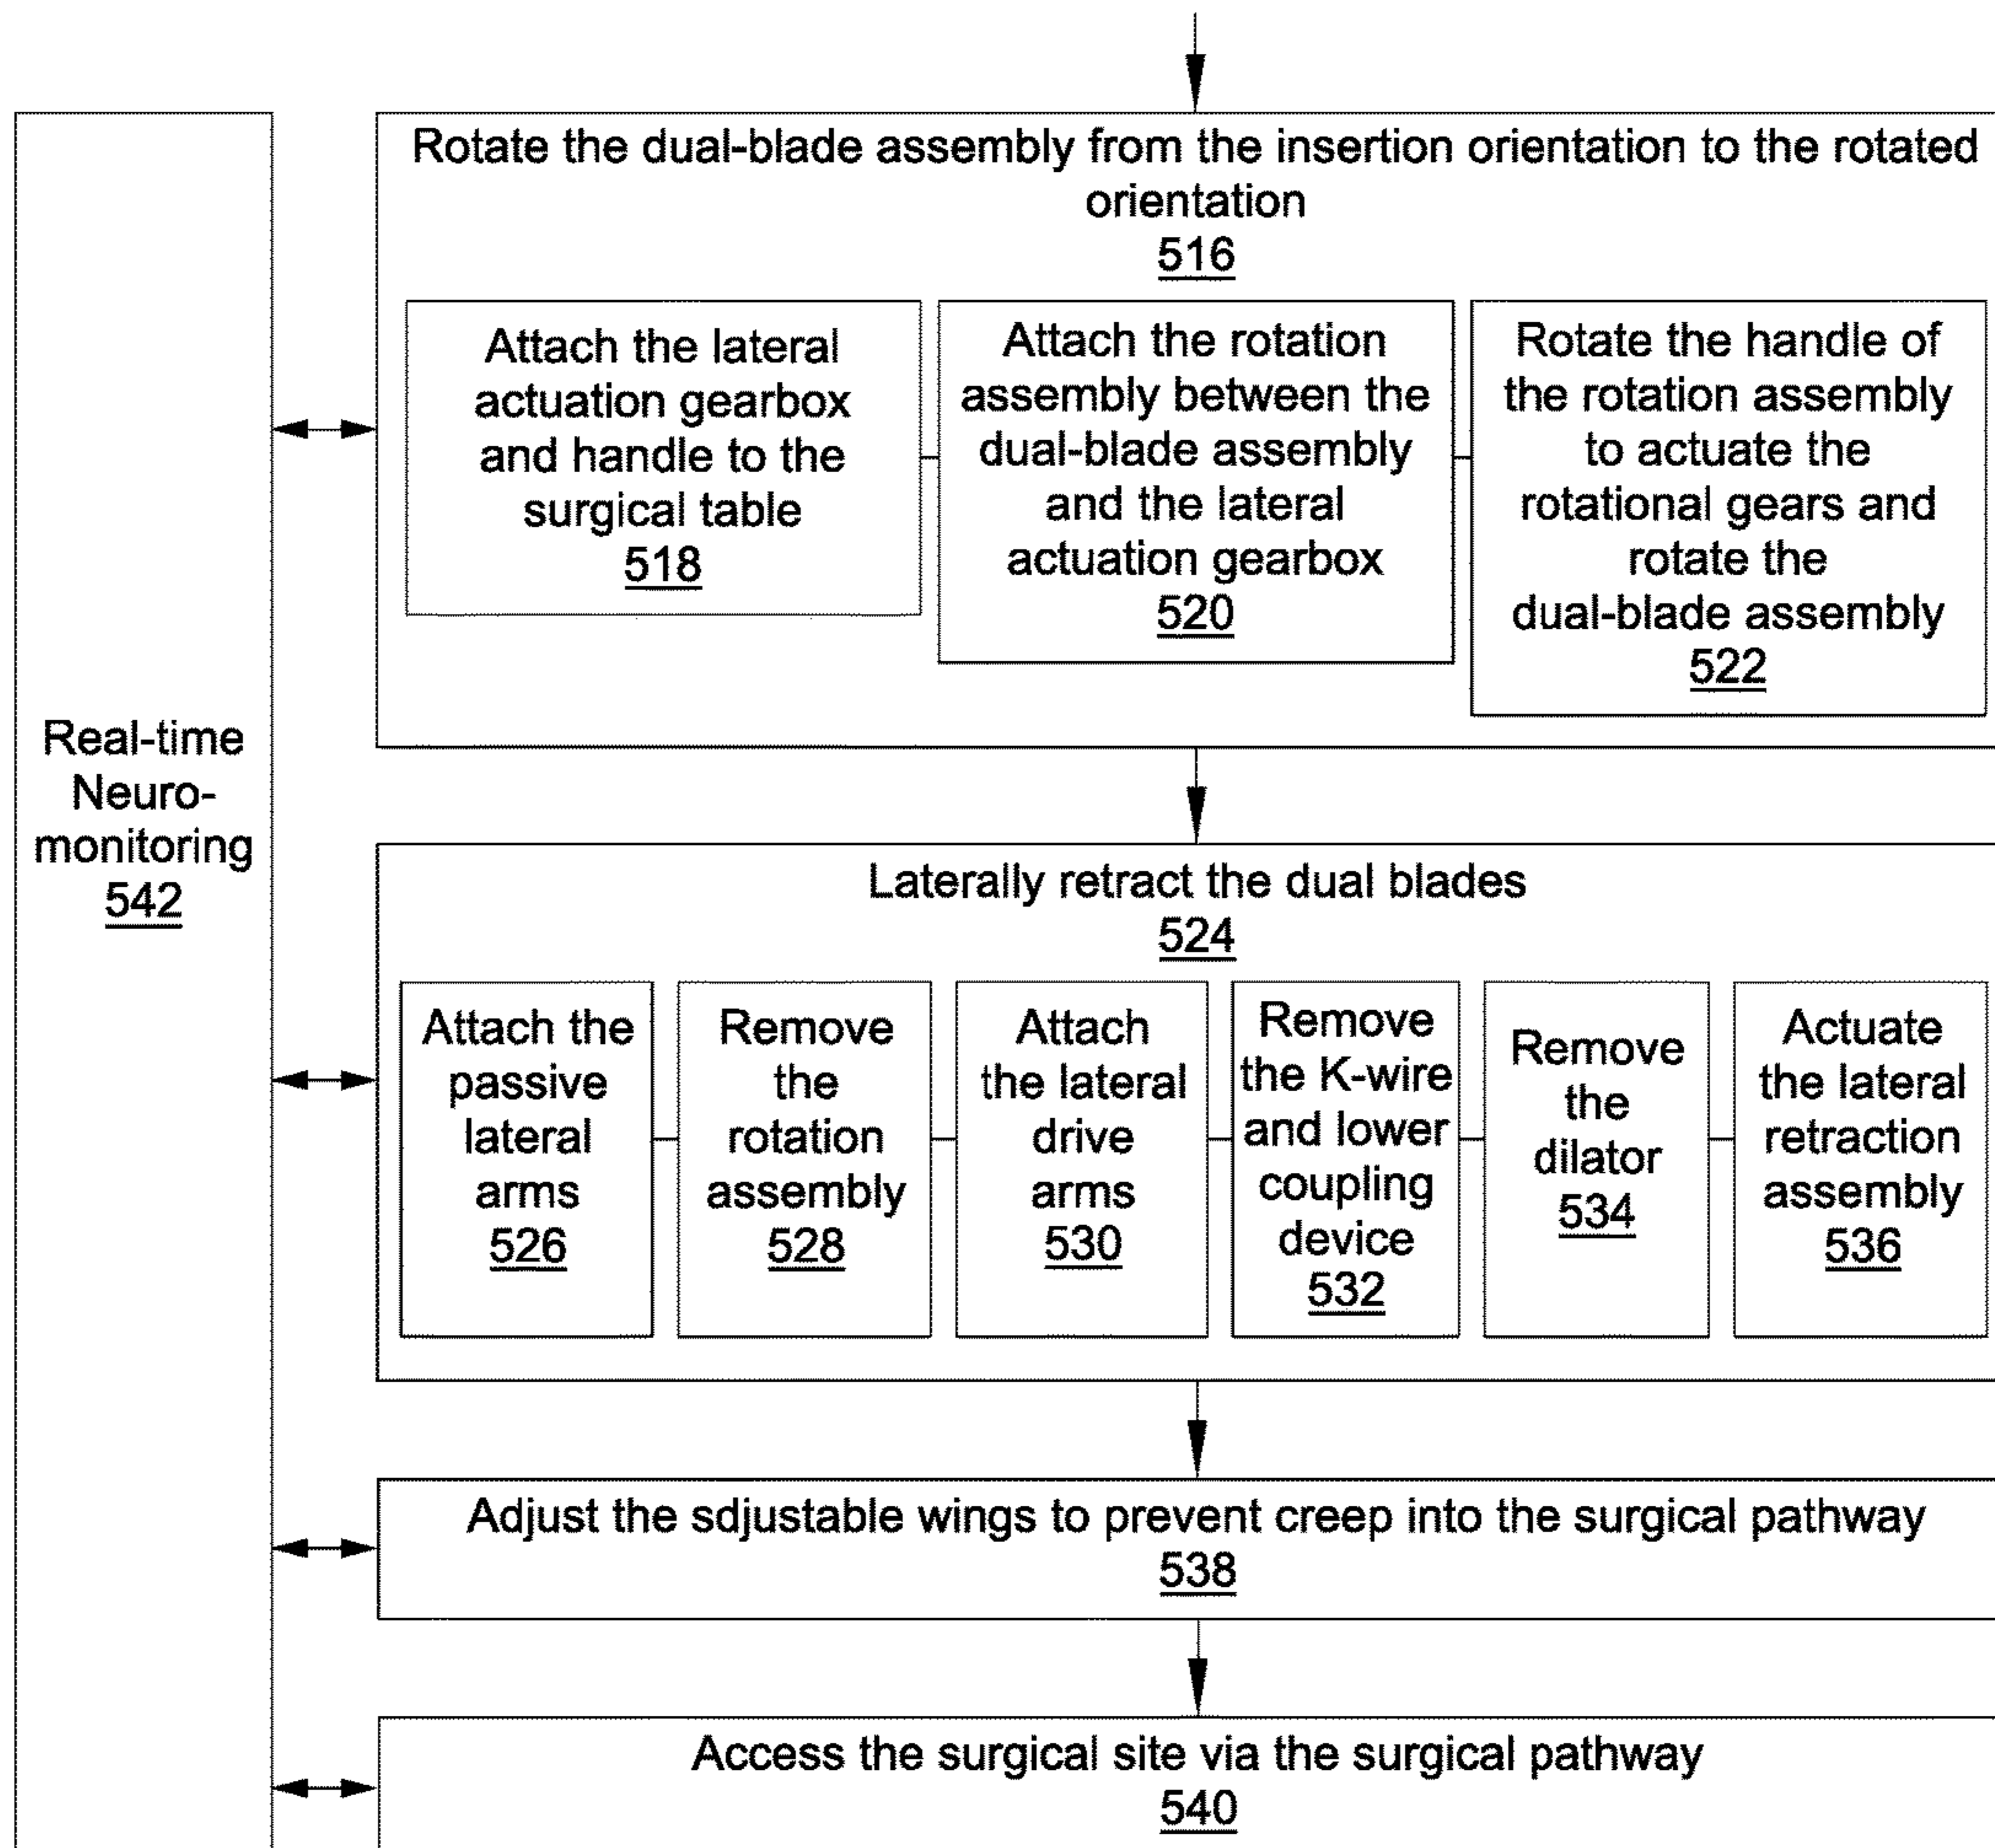 Rotate the dual-blade assembly from the insertion orientation to the rotated
orientation
516
Attach the lateral
actuation gearbox
and handle to the
surgical table
518
Attach the rotation
assembly between the
dual-blade assembly
and the lateral
actuation gearbox
520
Rotate the handle of
the rotation assembly
to actuate the
rotational gears and
rotate the
dual-blade assembly
522
Real-time
Neuro-
monitoring
542
Laterally retract the dual blades
524
Attach the
passive
lateral
arms
526
Remove
the
rotation
assembly
528
Attach
the lateral
drive
arms
530
Remove
the K-wire
and lower
coupling
device
532
Remove
the
dilator
534
Actuate
the lateral
retraction
assembly
536
Adjust the sdjustable wings to prevent creep into the surgical pathway
538
Access the surgical site via the surgical pathway
540